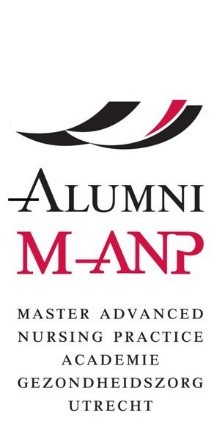 ALUMNI
M-ANP
MASTER ADVANCED
NURSING PRACTICE
ACADEMIE
GEZONDHEIDSZORG
UTRECHT